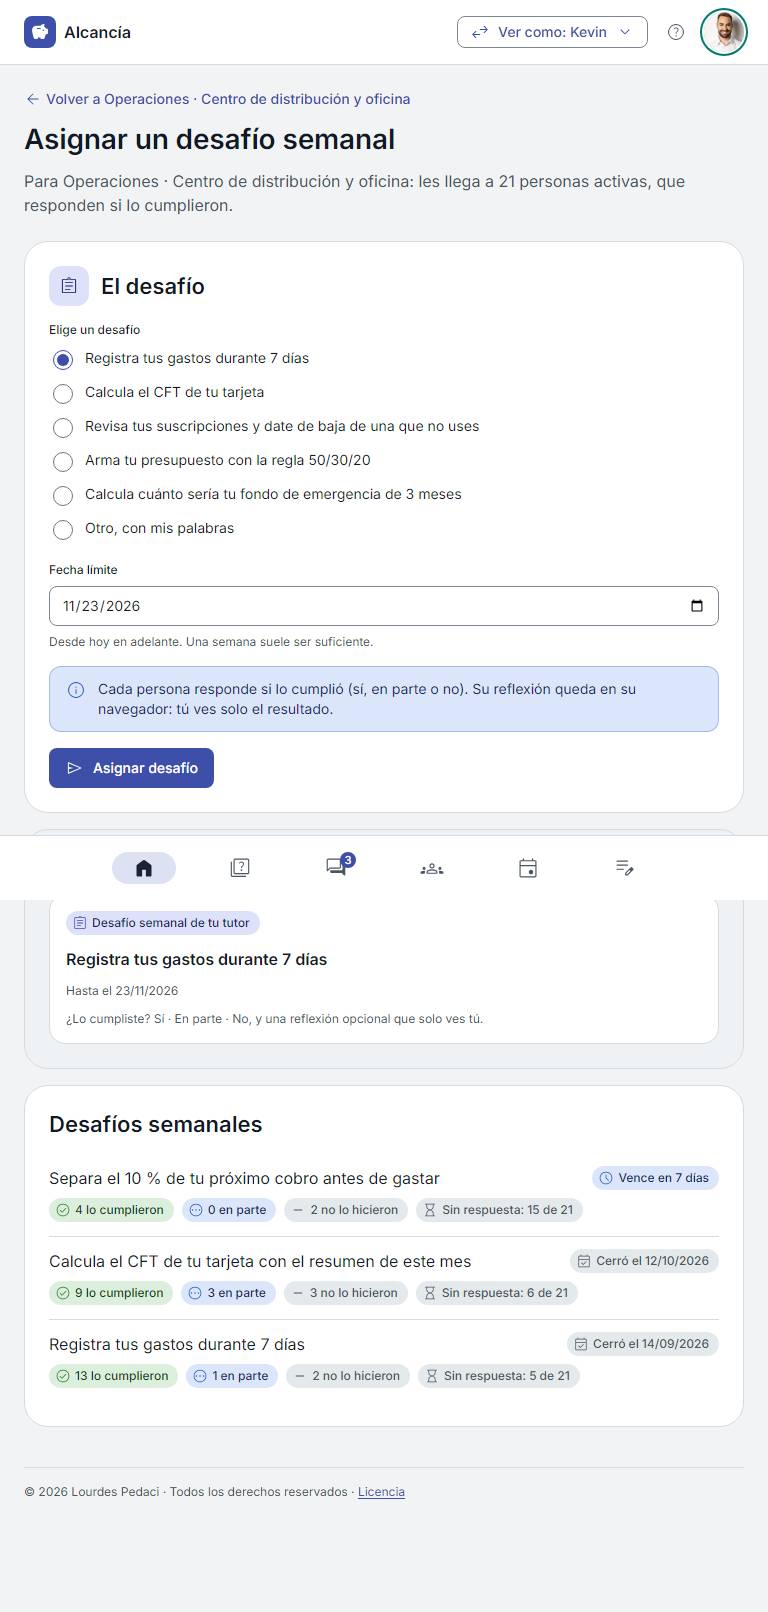 Alcancía
Ver como: Kevin
Volver a Operaciones · Centro de distribución y oficina
Asignar un desafío semanal
Para Operaciones · Centro de distribución y oficina: les llega a 21 personas activas, que
responden si lo cumplieron.
El desafío
Elige un desafío
Registra tus gastos durante 7 días
Calcula el CFT de tu tarjeta
Revisa tus suscripciones y date de baja de una que no uses
Arma tu presupuesto con la regla 50/30/20
Calcula cuánto sería tu fondo de emergencia de 3 meses
Otro, con mis palabras
Fecha límite
11/23/2026
Desde hoy en adelante. Una semana suele ser suficiente.
Cada persona responde si lo cumplió (sí, en parte o no). Su reflexión queda en su
navegador: tú ves solo el resultado.
Asignar desafío
3
Desafío semanal de tu tutor
Registra tus gastos durante 7 días
Hasta el 23/11/2026
¿Lo cumpliste? Sí · En parte · No, y una reflexión opcional que solo ves tú.
Desafíos semanales
Separa el 10 % de tu próximo cobro antes de gastar
Vence en 7 días
4 lo cumplieron
0 en parte
2 no lo hicieron
Sin respuesta: 15 de 21
Calcula el CFT de tu tarjeta con el resumen de este mes
Cerró el 12/10/2026
9 lo cumplieron
3 en parte
3 no lo hicieron
Sin respuesta: 6 de 21
Registra tus gastos durante 7 días
Cerró el 14/09/2026
13 lo cumplieron
1 en parte
2 no lo hicieron
Sin respuesta: 5 de 21
© 2026 Lourdes Pedaci · Todos los derechos reservados · Licencia